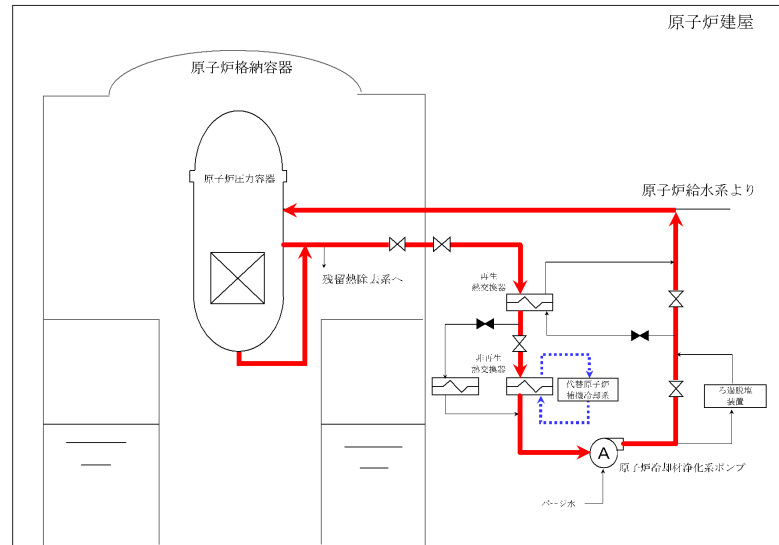 原子炉建屋
原子炉格納容器
原子炉圧力容器
原子炉給水系より
残留熱除去系へ
再生
熱交換器
非再生
熱交換器
代替原子炉
補機冷却系
ろ過脱塩
装置
A
原子炉冷却材浄化系ポンプ
パージ水